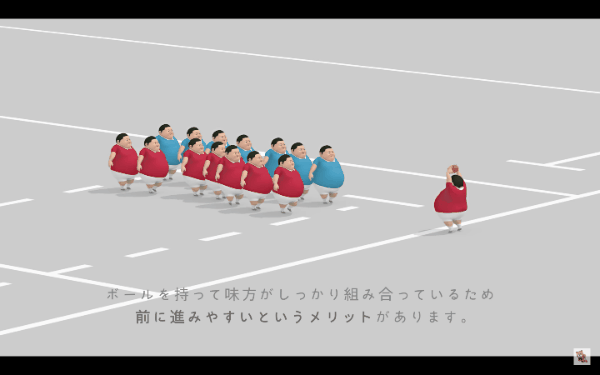 ボールを持って味方がしっかり組み合っているため
前に進みやすいというメリットがあります。